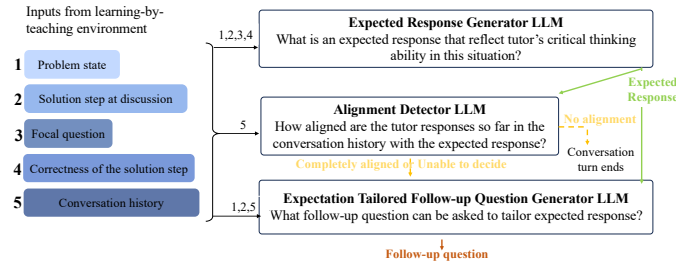 Inputs from learning-by-
teaching environment
1 Problem state
2 Solution step at discussion
3 Focal question
4 Correctness of the solution step
5 Conversation history
1,2,3,4
Expected Response Generator LLM
What is an expected response that reflect tutor's critical thinking
ability in this situation?
Expected
Response
5
Alignment Detector LLM
How aligned are the tutor responses so far in the
conversation history with the expected response?
No alignment
Conversation
turn ends
Completely aligned or Unable to decide
1,2,5
Expectation Tailored Follow-up Question Generator LLM
What follow-up question can be asked to tailor expected response?
Follow-up question